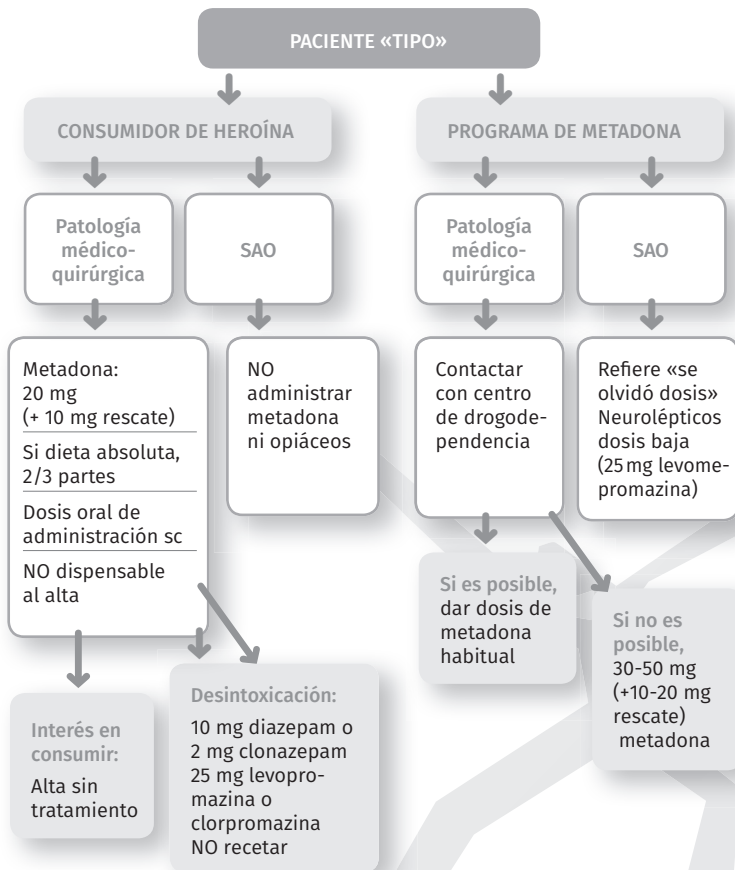 PACIENTE «TIPO»
CONSUMIDOR DE HEROÍNA
PROGRAMA DE METADONA
Patología
médico-
quirúrgica
SAO
Patología
médico-
quirúrgica
SAO
Metadona:
20 mg
(+ 10 mg rescate)
Si dieta absoluta,
2/3 partes
Dosis oral de
administración sc
NO dispensable
al alta
NO
administrar
metadona
ni opiáceos
Contactar
con centro
de drogode-
pendencia
Refiere «se
olvidó dosis»
Neurolépticos
dosis baja
(25 mg levome-
promazina)
Interés en
consumir:
Alta sin
tratamiento
Desintoxicación:
10 mg diazepam o
2 mg clonazepam
25 mg levopro-
mazina o
clorpromazina
NO recetar
Si es posible,
dar dosis de
metadona
habitual
Si no es
posible,
30-50 mg
(+10-20 mg
rescate)
metadona